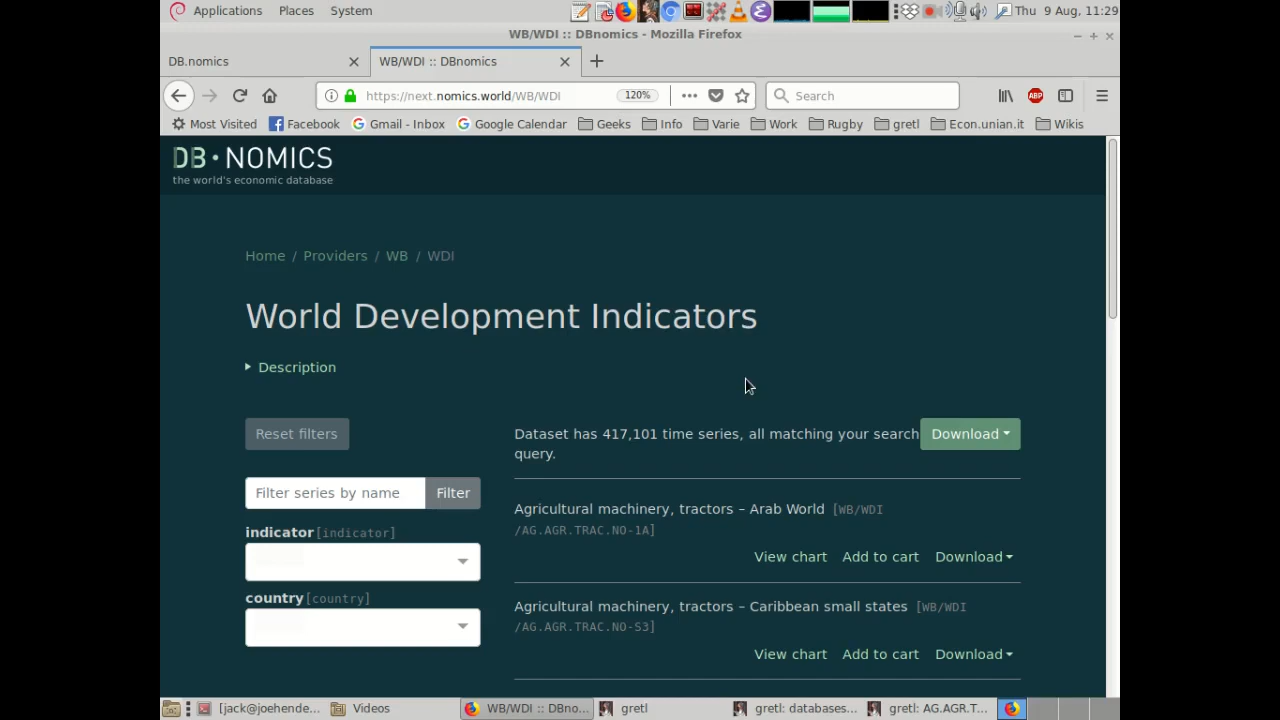 Applications Places System Thu 9 Aug, 11:29
WB/WDI :: DBnomics - Mozilla Firefox
DB.nomics WB/WDI :: DBnomics
https://next.nomics.world/WB/WDI 120% Search ABP
Most Visited Facebook Gmail - Inbox Google Calendar Geeks Info Varie Work Rugby gretl Econ.unian.it Wikis
DB·NOMICS
the world's economic database
Home / Providers / WB / WDI
World Development Indicators
Description
Reset filters
Dataset has 417,101 time series, all matching your search
query.
Download
Filter series by name Filter
indicator[indicator]
country[country]
Agricultural machinery, tractors – Arab World [WB/WDI
/AG.AGR.TRAC.NO-1A]
View chart Add to cart Download
Agricultural machinery, tractors – Caribbean small states [WB/WDI
/AG.AGR.TRAC.NO-S3]
View chart Add to cart Download
[jack@joehende... Videos WB/WDI :: DBno... gretl gretl: databases... gretl: AG.AGR.T...